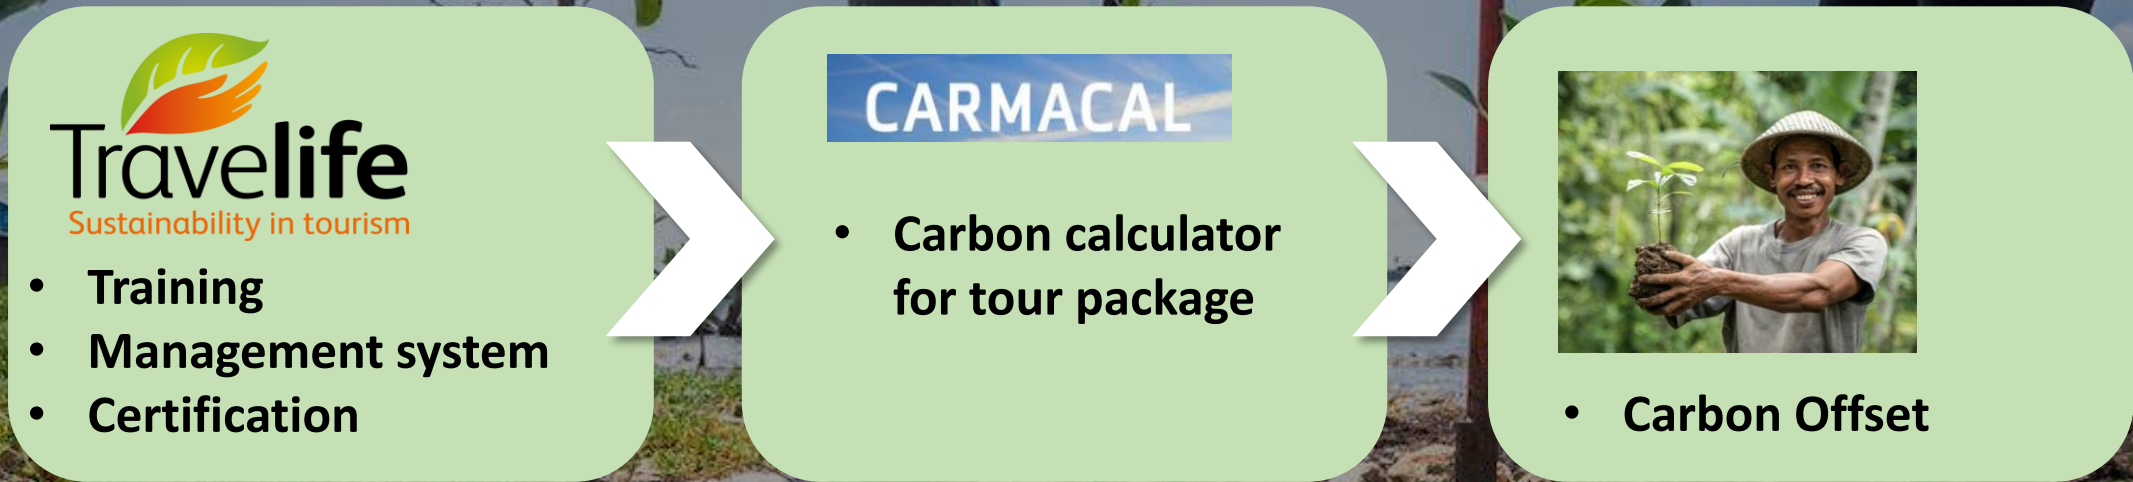 Travelife
Sustainability in tourism
• Training
• Management system
• Certification
CARMACAL
• Carbon calculator
for tour package
• Carbon Offset